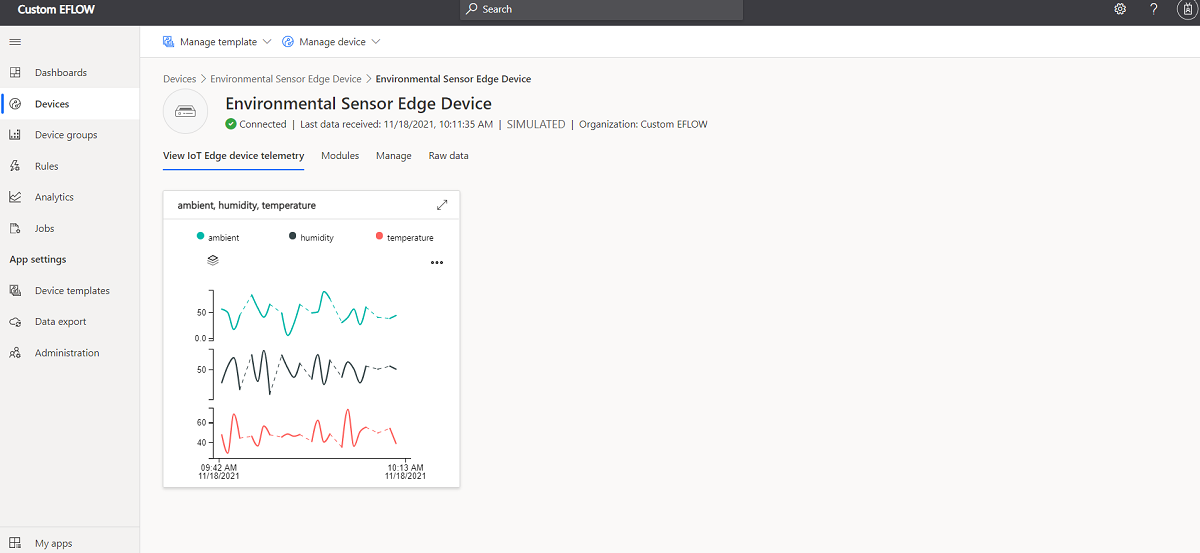 Custom EFLOW
Search
?
Manage template
Manage device
Dashboards
Devices
Device groups
Rules
Analytics
Jobs
App settings
Device templates
Data export
Administration
My apps
Devices > Environmental Sensor Edge Device > Environmental Sensor Edge Device
Environmental Sensor Edge Device
Connected | Last data received: 11/18/2021, 10:11:35 AM | SIMULATED | Organization: Custom EFLOW
View IoT Edge device telemetry
Modules
Manage
Raw data
ambient, humidity, temperature
ambient
humidity
temperature
50
0.0
50
60
40
09:42 AM
11/18/2021
10:13 AM
11/18/2021